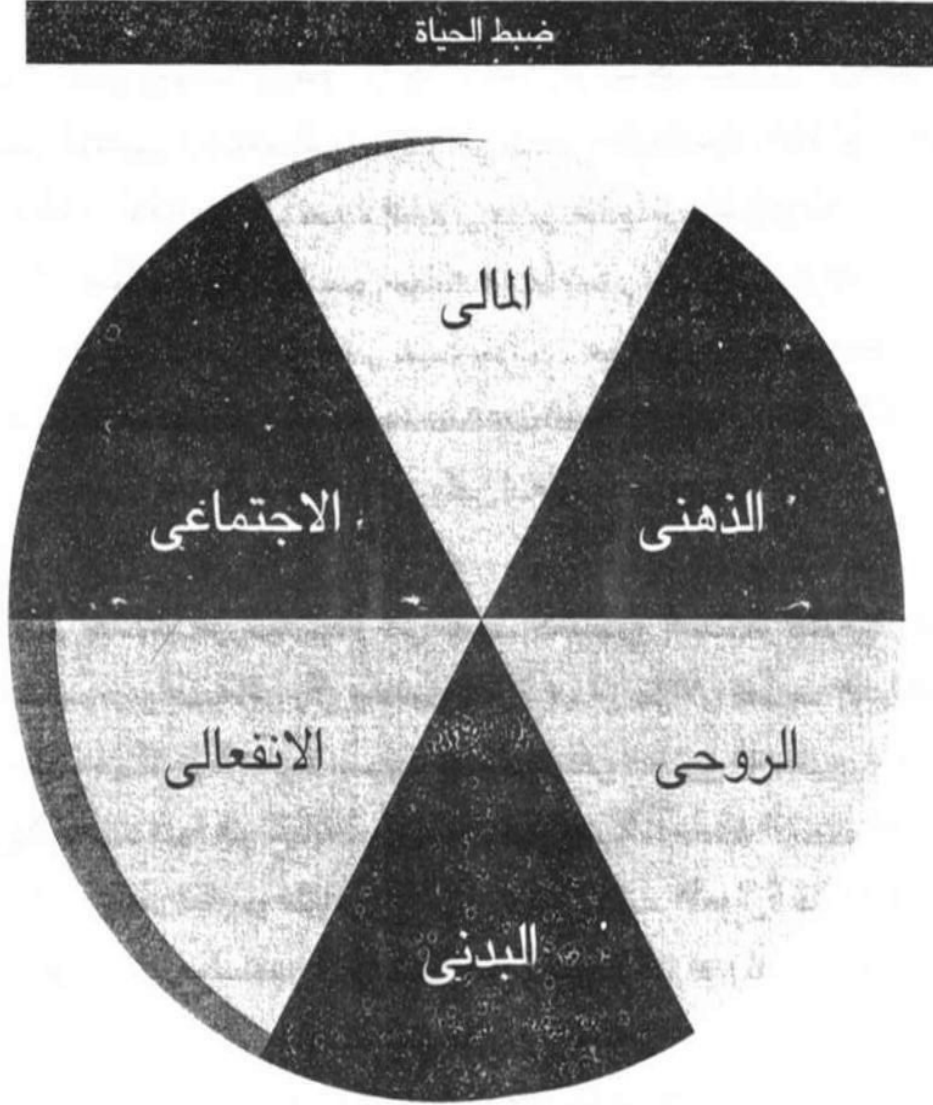 ضبط الحياة
المالى
الذهنى
الاجتماعى
الروحى
الانفعالى
البدنى